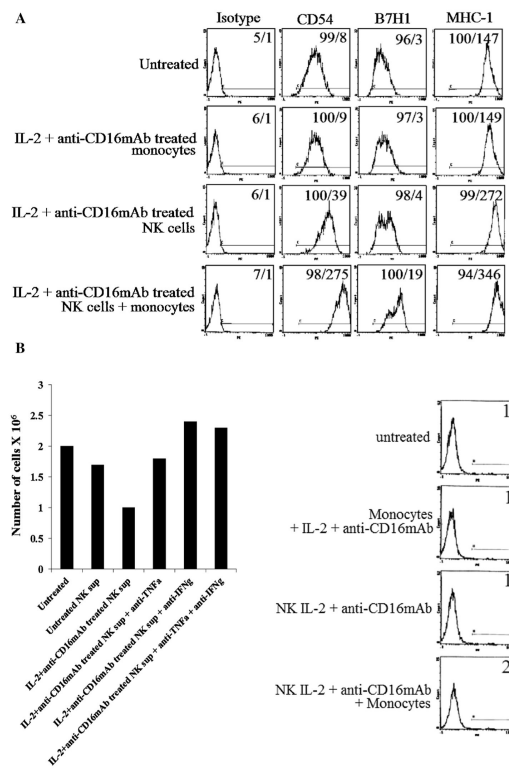 A
Isotype CD54 B7H1 MHC-1
Untreated
5/1 99/8 96/3 100/147
IL-2 + anti-CD16mAb treated
monocytes
6/1 100/9 97/3 100/149
IL-2 + anti-CD16mAb treated
NK cells
6/1 100/39 98/4 99/272
IL-2 + anti-CD16mAb treated
NK cells + monocytes
7/1 98/275 100/19 94/346
B
Number of cells X 10⁶
3
2.5
2
1.5
1
0.5
0
Untreated
Untreated NK sup
IL-2+anti-CD16mAb treated NK sup
IL-2+anti-CD16mAb treated NK sup + anti-TNFa
IL-2+anti-CD16mAb treated NK sup + anti-IFNg
IL-2+anti-CD16mAb treated NK sup + anti-TNFa + anti-IFNg
untreated
1
Monocytes
+ IL-2 + anti-CD16mAb
1
NK IL-2 + anti-CD16mAb
1
NK IL-2 + anti-CD16mAb
+ Monocytes
2